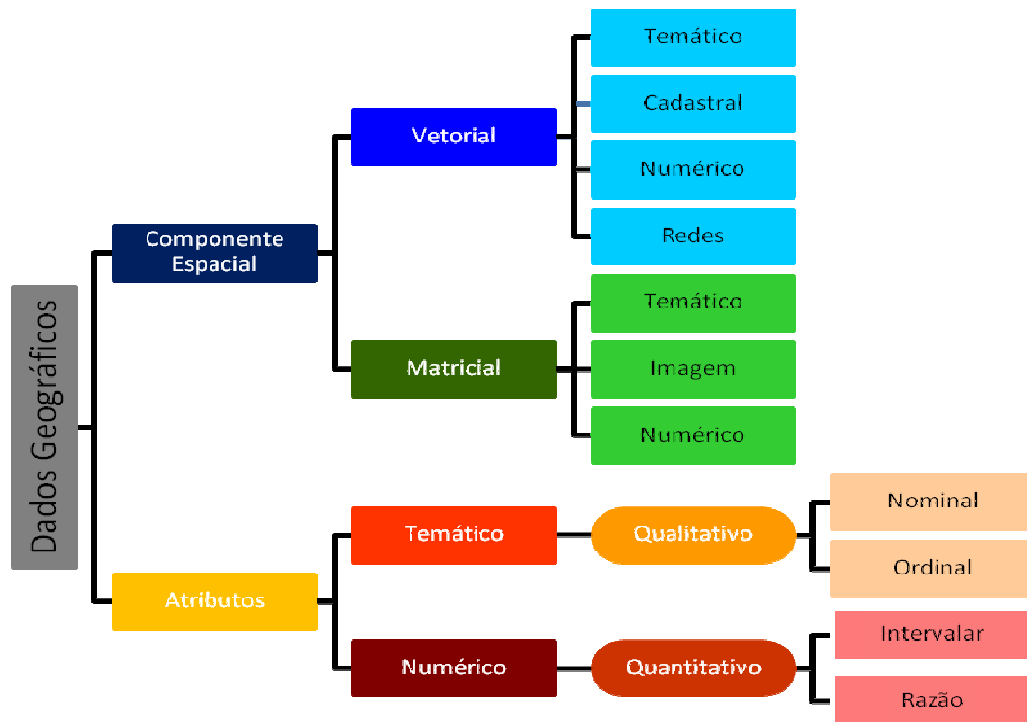 Dados Geográficos
Componente
Espacial
Vetorial
Temático
Cadastral
Numérico
Redes
Matricial
Temático
Imagem
Numérico
Atributos
Temático
Qualitativo
Nominal
Ordinal
Numérico
Quantitativo
Intervalar
Razão